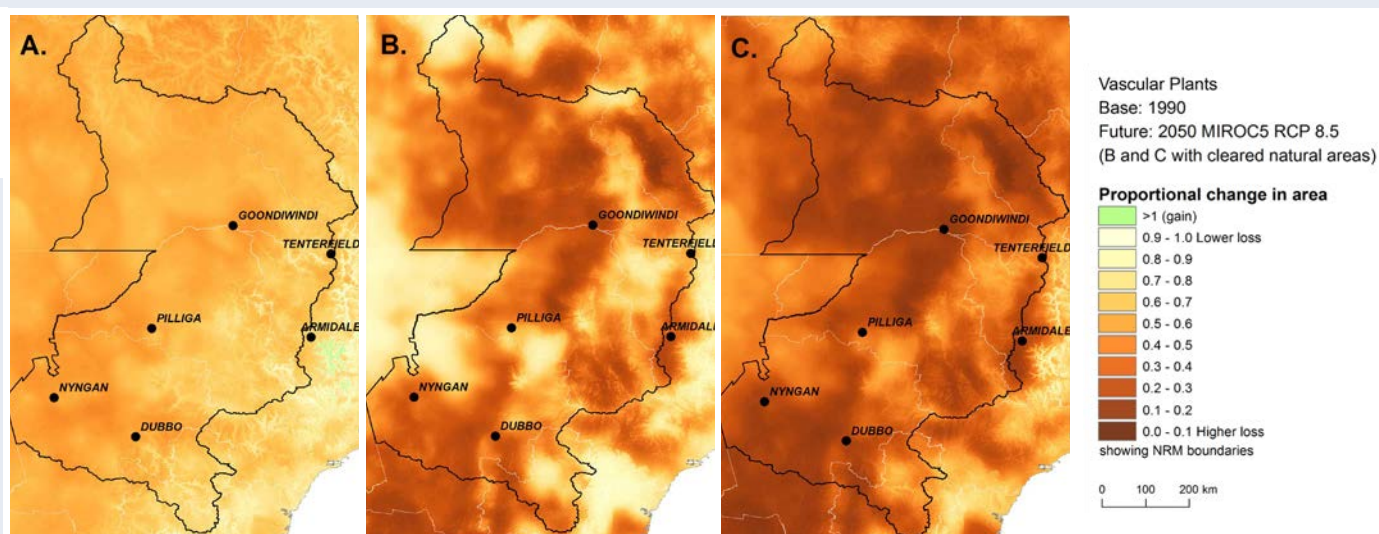 A.
GOONDIWINDI
TENTERFIELD
PILLIGA
ARMIDALE
NYNGAN
DUBBO
B.
GOONDIWINDI
TENTERFIELD
PILLIGA
ARMIDALE
NYNGAN
DUBBO
C.
GOONDIWINDI
TENTERFIELD
PILLIGA
ARMIDALE
NYNGAN
DUBBO
Vascular Plants
Base: 1990
Future: 2050 MIROC5 RCP 8.5
(B and C with cleared natural areas)
Proportional change in area
>1 (gain)
0.9 - 1.0 Lower loss
0.8 - 0.9
0.7 - 0.8
0.6 - 0.7
0.5 - 0.6
0.4 - 0.5
0.3 - 0.4
0.2 - 0.3
0.1 - 0.2
0.0 - 0.1 Higher loss
showing NRM boundaries
0 100 200 km